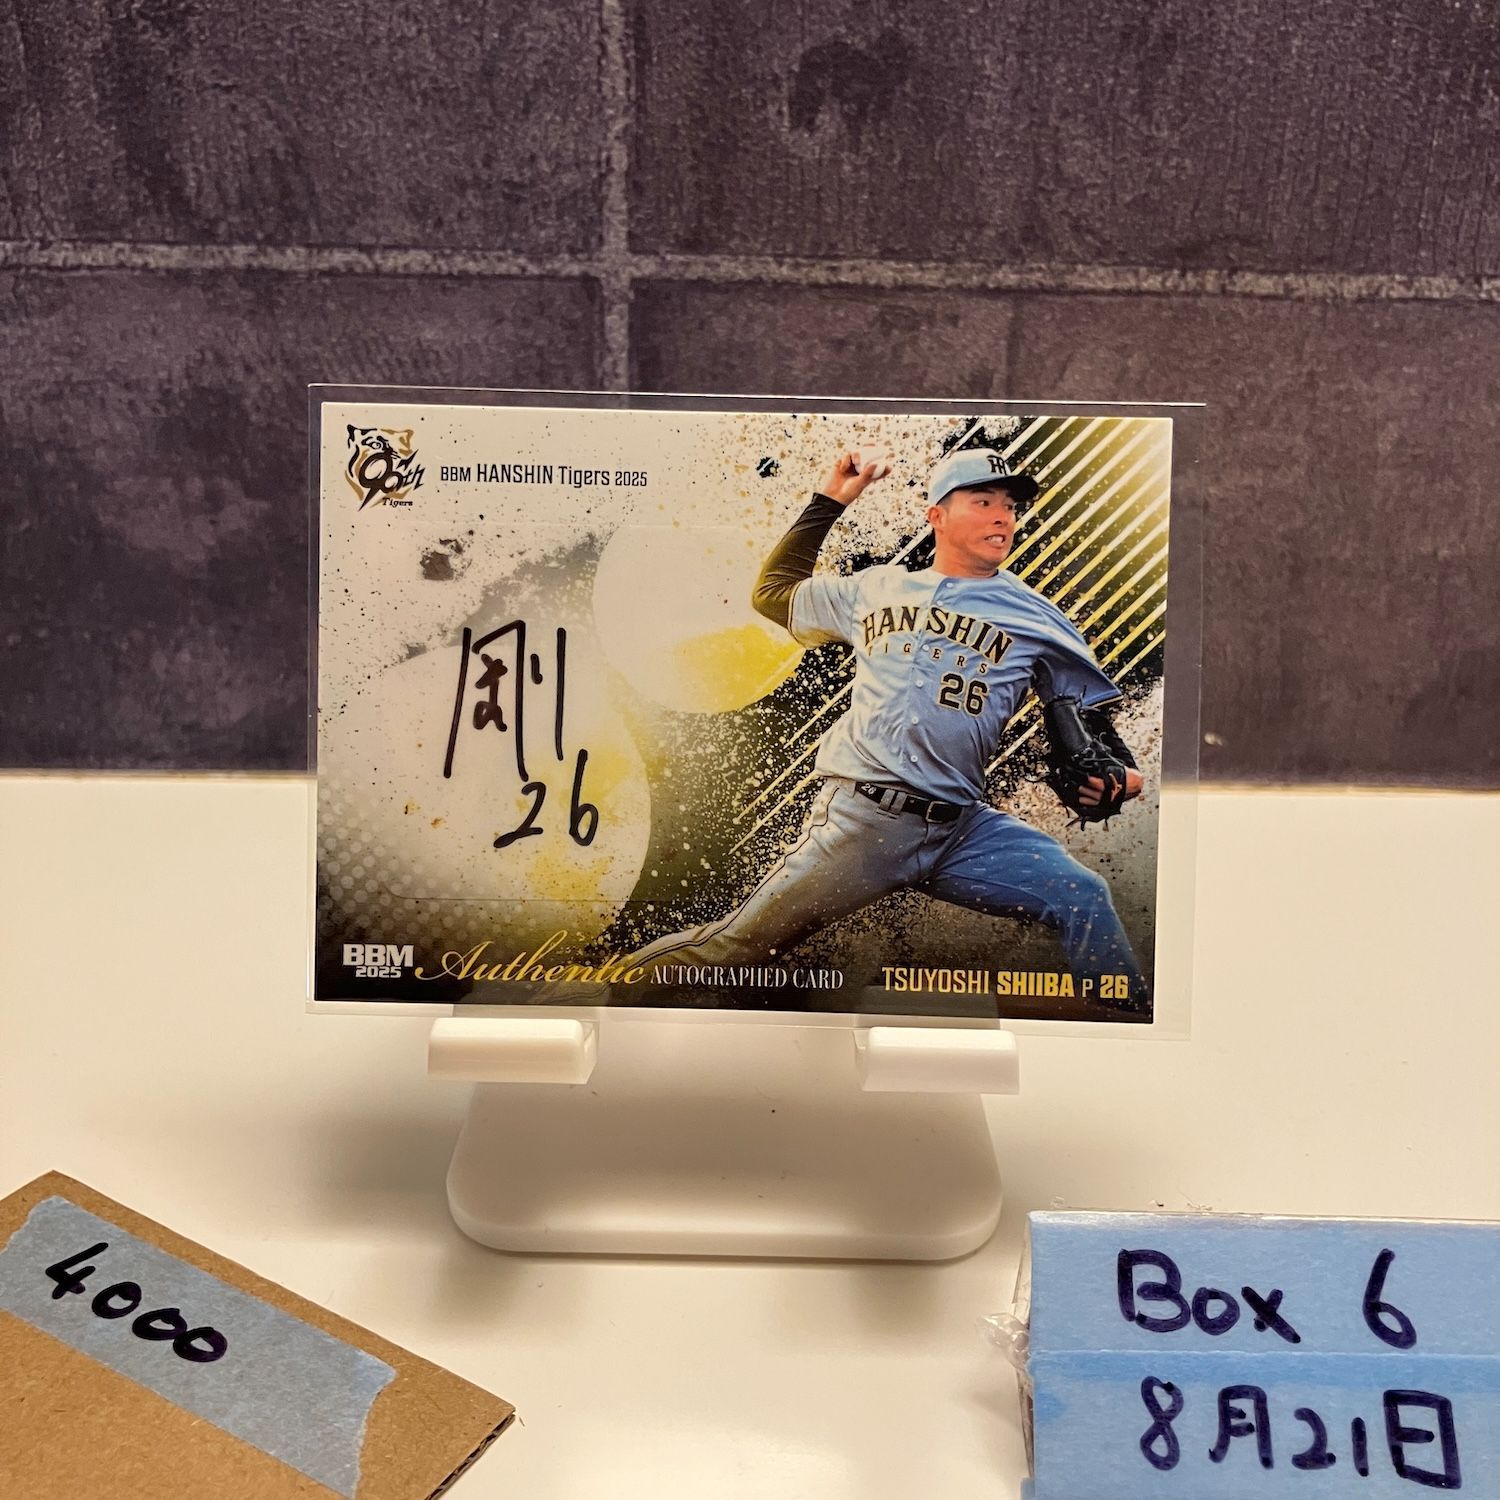 90th
Tigers
BBM HANSHIN Tigers 2025
HANSHIN
TIGERS
26
26
剛
26
BBM
2025
Authentic AUTOGRAPHED CARD
TSUYOSHI SHIIBA P 26
4000
Box 6
8月21日